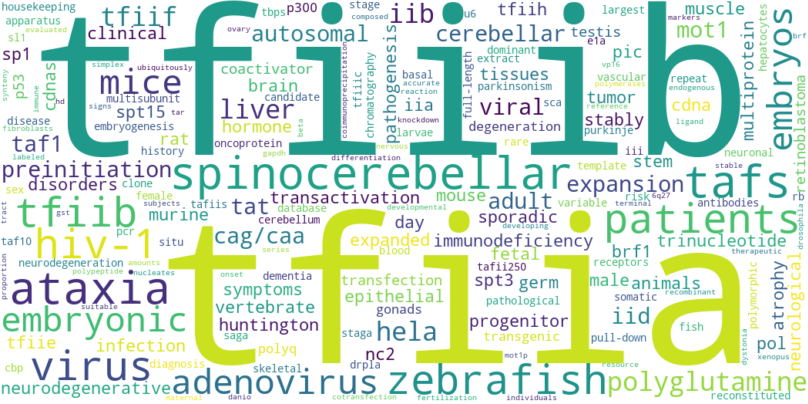 housekeeping
tfiif
tbps p300
stage
composed
iib
u6
tfiih
largest
markers
muscle
brf
apparatus
evaluated
clinical
autosomal
cerebellar
testis
e1a
mot1
hepatocytes
embryos
sl1
sp1
tfiiib
coactivator
brain
pathogenesis
basal
accurate
reaction
knockdown
larvae
dominant
extract
parkinsonism
full-length
tissues
sca
pic
vascular
repeat
endogenous
vp16
polymerases
multiprotein
p53
cdnas
simplex
ubiquitously
ovary
mice
multisubunit
candidate
coimmunoprecipitation
tfiiic
chromatography
iia
viral
tumor
reference
cdna
ligand
immune
hd
signs
tar
spt15
liver
degeneration
purkinje
stably
disease
fibroblasts
synteny
embryogenesis
oncoprotein
beta
hormone
rare
iii
neuronal
retinoblastoma
taf1
rat
gapdh
nervous
labeled
history
differentiation
template
stem
stable
rb
preinitiation
spinocerebellar
expansion
tafs
disorders
clone
sex
female
transactivation
mouse
adult
variable
risk
6q27
terminal
antibodies
drosophila
tfiib
tract
gst
subjects
tafiis
tat
database
developmental
day
sporadic
developing
patients
murine
cerebellum
pcr
taf10
situ
hiv-1
cag/caa
expanded
blood
immunodeficiency
fetal
brf1
trinucleotide
therapeutic
proportion
neurodegeneration
polypeptide
amounts
nucleates
onset
series
dementia
tfiia
tafii250
receptors
male
animals
somatic
recombinant
polymorphic
neurological
atrophy
ataxia
suitable
symptoms
vertebrate
transfection
epithelial
spt3
germ
pathological
embryonic
huntington
gonads
hela
progenitor
iid
fish
tfiie
infection
saga
staga
polyq
transgenic
pull-down
dystonia
pol
xenopus
cbp
virus
diagnosis
skeletal
drpla
nc2
mot1p
resource
neurodegenerative
adenovirus
zebrafish
polyglutamine
maternal
danio
cotransfection
fertilization
individuals
reconstituted